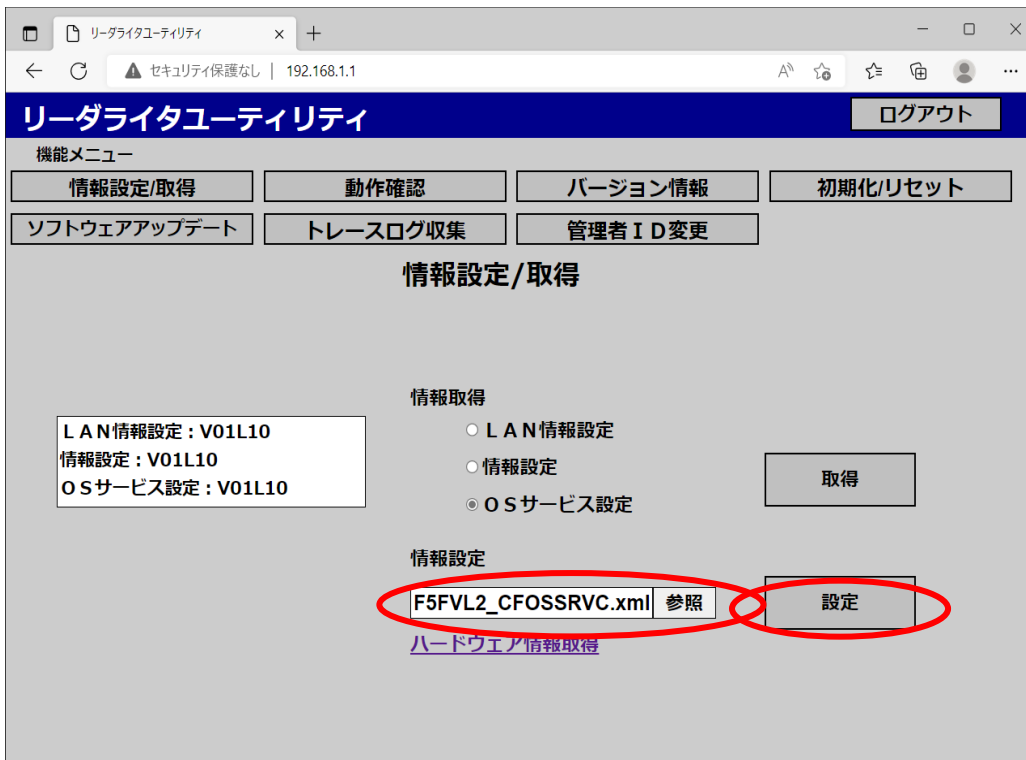 リーダライタユーティリティ
セキュリティ保護なし | 192.168.1.1
リーダライタユーティリティ ログアウト
機能メニュー
情報設定/取得 動作確認 バージョン情報 初期化/リセット
ソフトウェアアップデート トレースログ収集 管理者ＩＤ変更
情報設定/取得
情報取得
ＬＡＮ情報設定：V01L10
情報設定：V01L10
ＯＳサービス設定：V01L10
ＬＡＮ情報設定
情報設定
ＯＳサービス設定
取得
情報設定
F5FVL2_CFOSSRVC.xml 参照 設定
ハードウェア情報取得